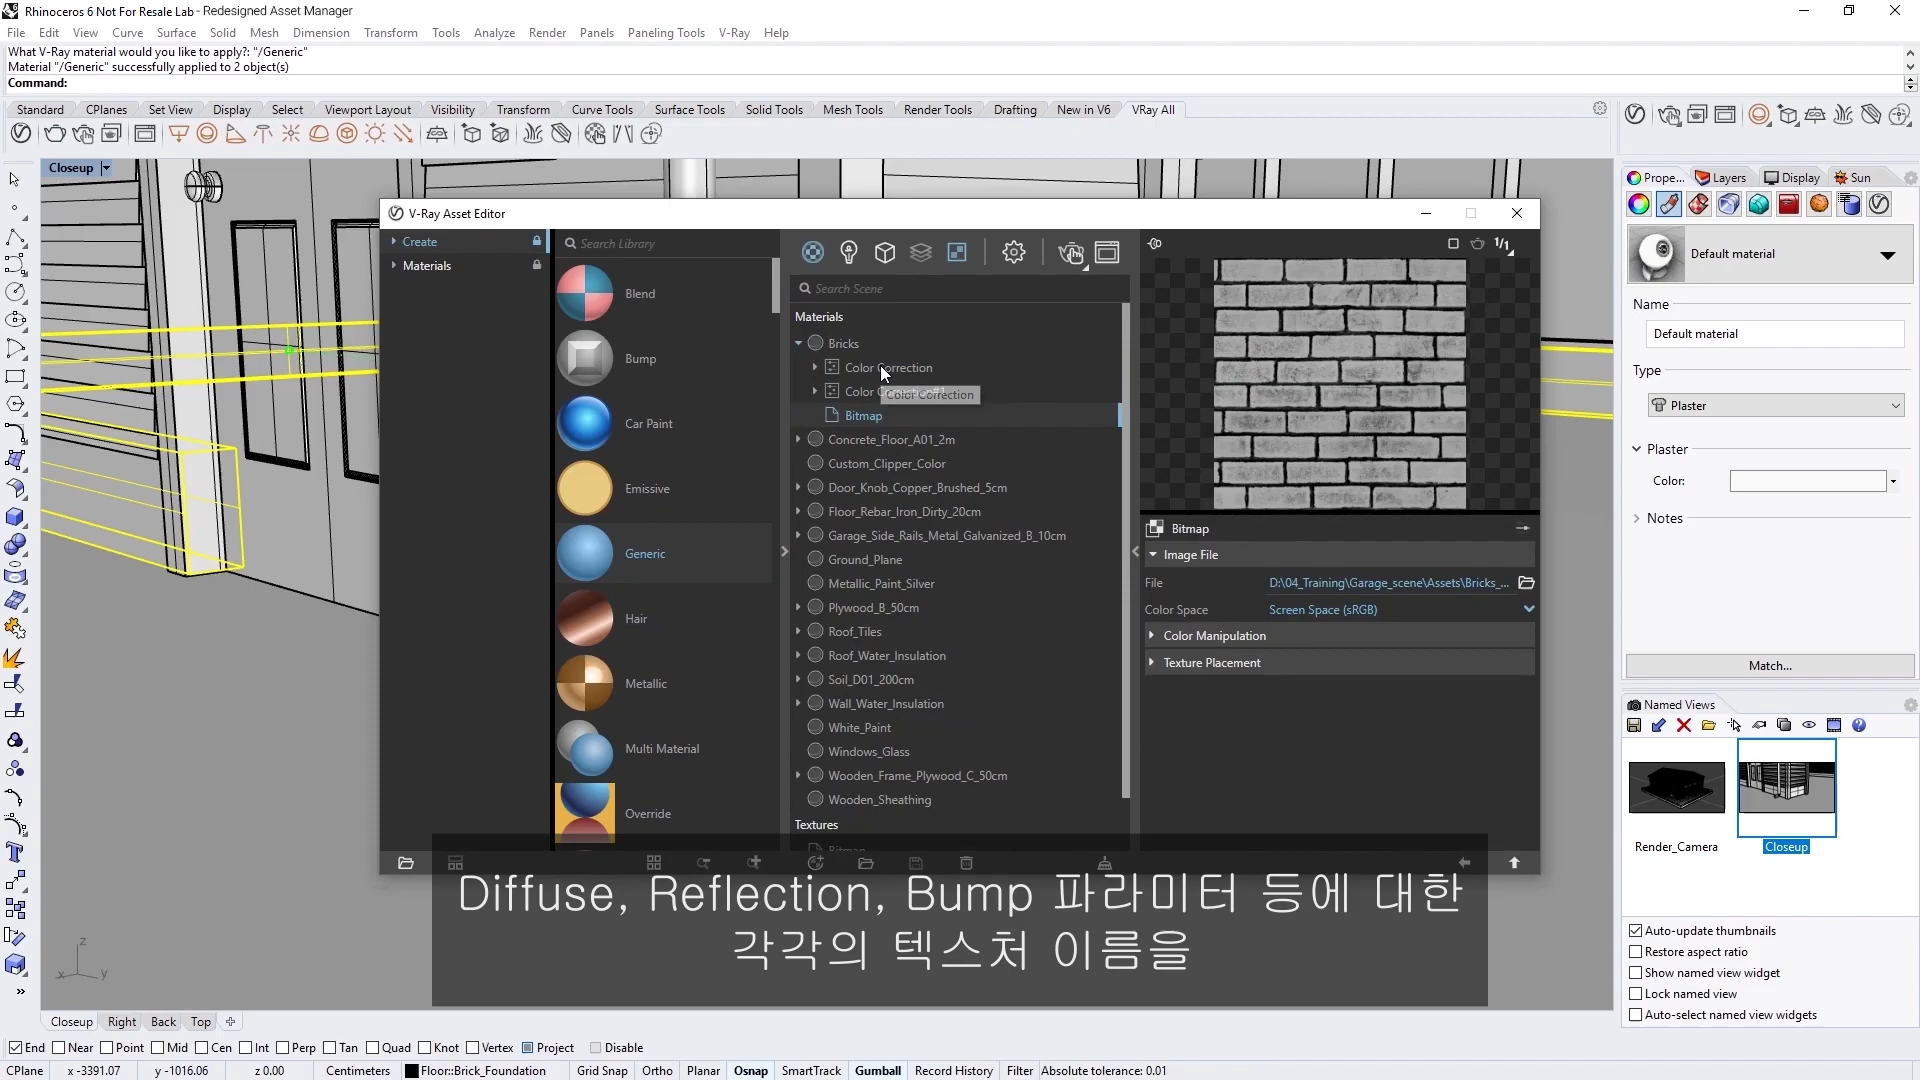 Rhinoceros 6 Not For Resale Lab - Redesigned Asset Manager
File Edit View Curve Surface Solid Mesh Dimension Transform Tools Analyze Render Panels Paneling Tools V-Ray Help
What V-Ray material would you like to apply?: "/Generic"
Material "/Generic" successfully applied to 2 object(s)
Command:
Standard CPlanes Set View Display Select Viewport Layout Visibility Transform Curve Tools Surface Tools Solid Tools Mesh Tools Render Tools Drafting New in V6 VRay All
Closeup
V-Ray Asset Editor
Create
Materials
Search Library
Blend
Bump
Car Paint
Emissive
Generic
Hair
Metallic
Multi Material
Override
Search Scene
Materials
Bricks
Color Correction
Color Correction#1
Color Correction
Bitmap
Concrete_Floor_A01_2m
Custom_Clipper_Color
Door_Knob_Copper_Brushed_5cm
Floor_Rebar_Iron_Dirty_20cm
Garage_Side_Rails_Metal_Galvanized_B_10cm
Ground_Plane
Metallic_Paint_Silver
Plywood_B_50cm
Roof_Tiles
Roof_Water_Insulation
Soil_D01_200cm
Wall_Water_Insulation
White_Paint
Windows_Glass
Wooden_Frame_Plywood_C_50cm
Wooden_Sheathing
Textures
Bitmap
1/1
Bitmap
Image File
File D:\04_Training\Garage_scene\Assets\Bricks_...
Color Space Screen Space (sRGB)
Color Manipulation
Texture Placement
Prope... Layers Display Sun
Default material
Name
Default material
Type
Plaster
Plaster
Color:
Notes
Match...
Named Views
Render_Camera
Closeup
Auto-update thumbnails
Restore aspect ratio
Show named view widget
Lock named view
Auto-select named view widgets
Diffuse, Reflection, Bump 파라미터 등에 대한
각각의 텍스처 이름을
z
x y
Closeup Right Back Top
End Near Point Mid Cen Int Perp Tan Quad Knot Vertex Project Disable
CPlane x -3391.07 y -1016.06 z 0.00 Centimeters Floor::Brick_Foundation Grid Snap Ortho Planar Osnap SmartTrack Gumball Record History Filter Absolute tolerance: 0.01